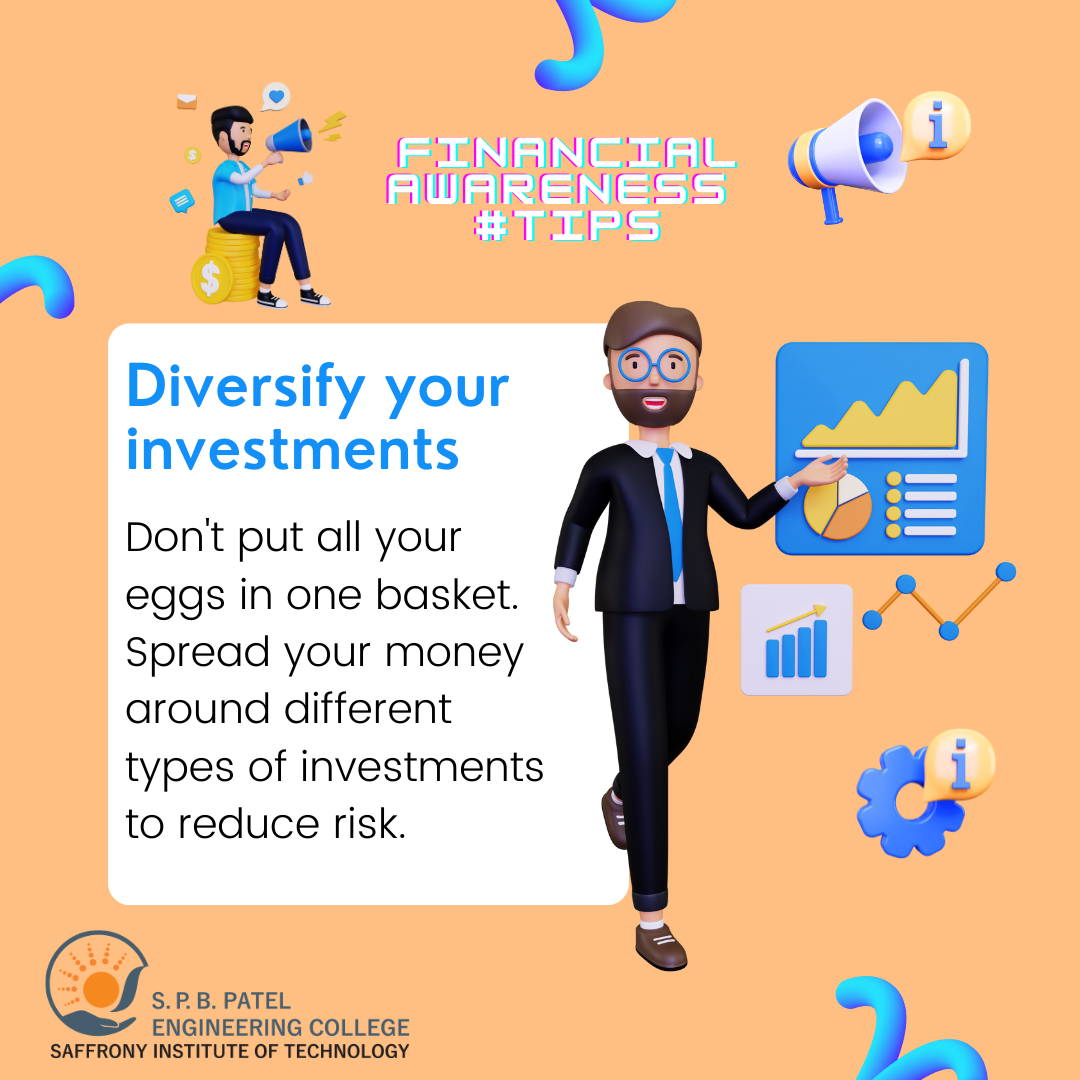 FINANCIAL
AWARENESS
#TIPS
Diversify your
investments
Don't put all your
eggs in one basket.
Spread your money
around different
types of investments
to reduce risk.
S. P. B. PATEL
ENGINEERING COLLEGE
SAFFRONY INSTITUTE OF TECHNOLOGY